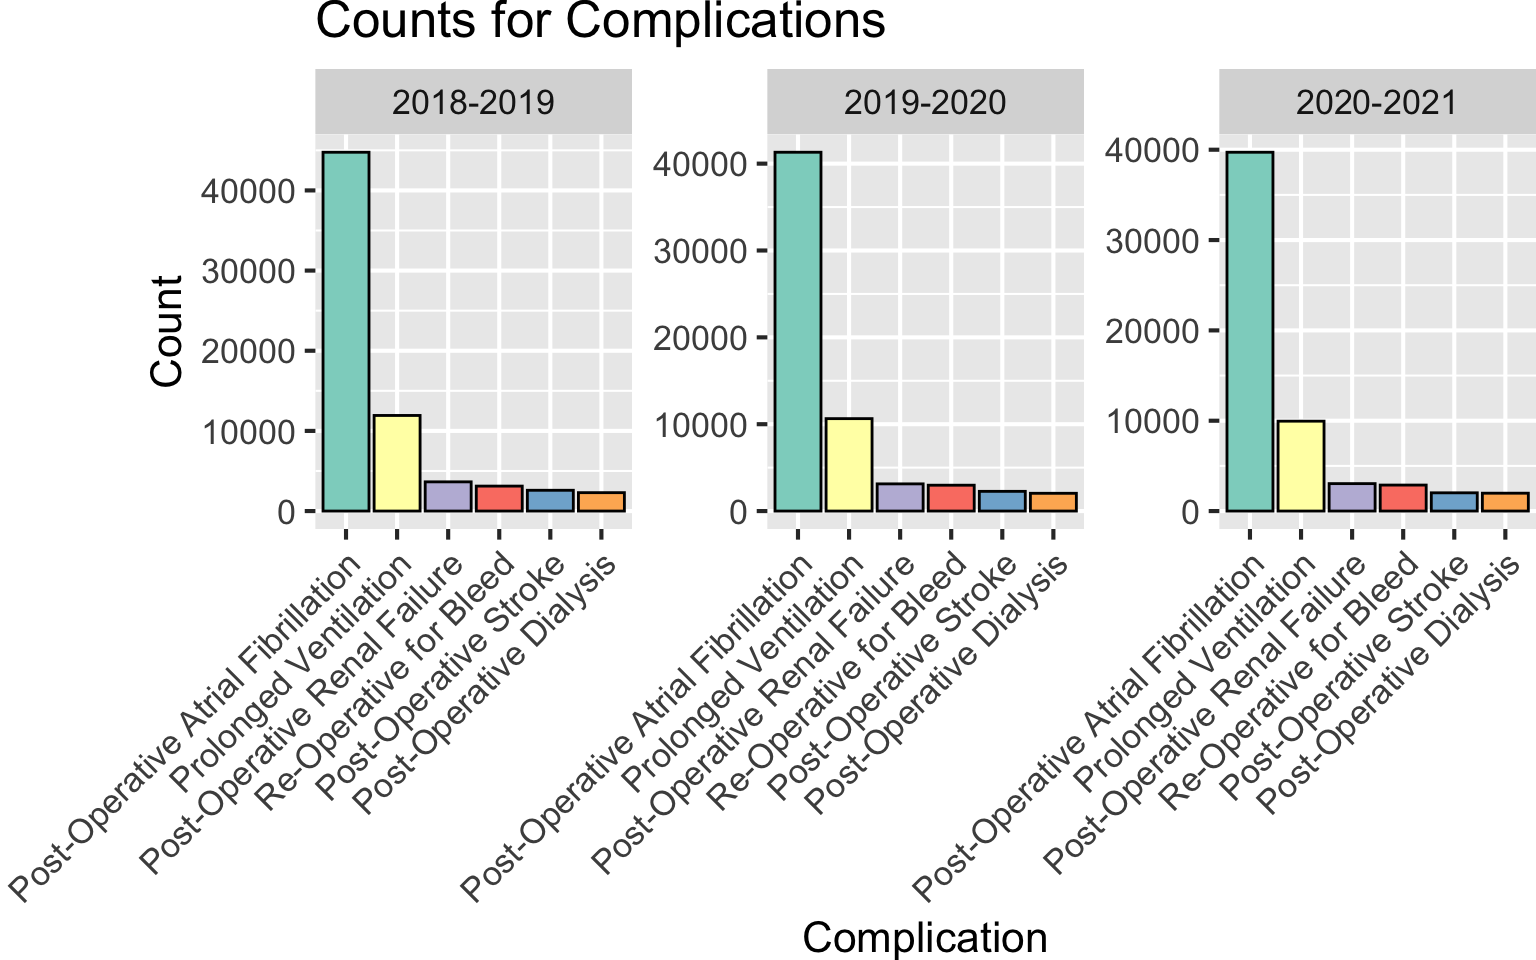 Counts for Complications
2018-2019
2019-2020
2020-2021
Count
40000
30000
20000
10000
0
40000
30000
20000
10000
0
40000
30000
20000
10000
0
Post-Operative Atrial Fibrillation
Prolonged Ventilation
Post-Operative Renal Failure
Re-Operative for Bleed
Post-Operative Stroke
Post-Operative Dialysis
Post-Operative Atrial Fibrillation
Prolonged Ventilation
Post-Operative Renal Failure
Re-Operative for Bleed
Post-Operative Stroke
Post-Operative Dialysis
Post-Operative Atrial Fibrillation
Prolonged Ventilation
Post-Operative Renal Failure
Re-Operative for Bleed
Post-Operative Stroke
Post-Operative Dialysis
Complication